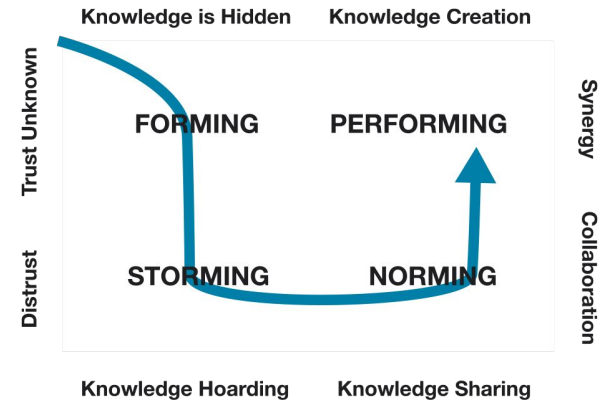 Knowledge is Hidden
Knowledge Creation
Trust Unknown
FORMING
PERFORMING
Synergy
Distrust
STORMING
NORMING
Collaboration
Knowledge Hoarding
Knowledge Sharing